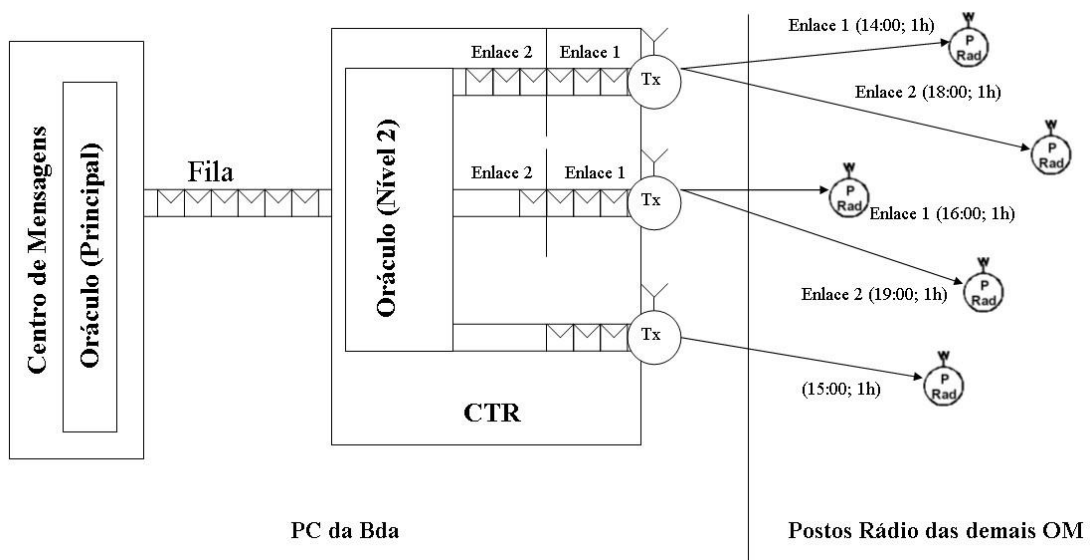 Centro de Mensagens
Oráculo (Principal)
Fila
Oráculo (Nível 2)
Enlace 2
Enlace 1
Tx
Enlace 2
Enlace 1
Tx
Tx
CTR
Enlace 1 (14:00; 1h)
W
P
Rad
Enlace 2 (18:00; 1h)
W
P
Rad
W
P
Rad
Enlace 1 (16:00; 1h)
W
P
Rad
Enlace 2 (19:00; 1h)
W
P
Rad
(15:00; 1h)
PC da Bda
Postos Rádio das demais OM